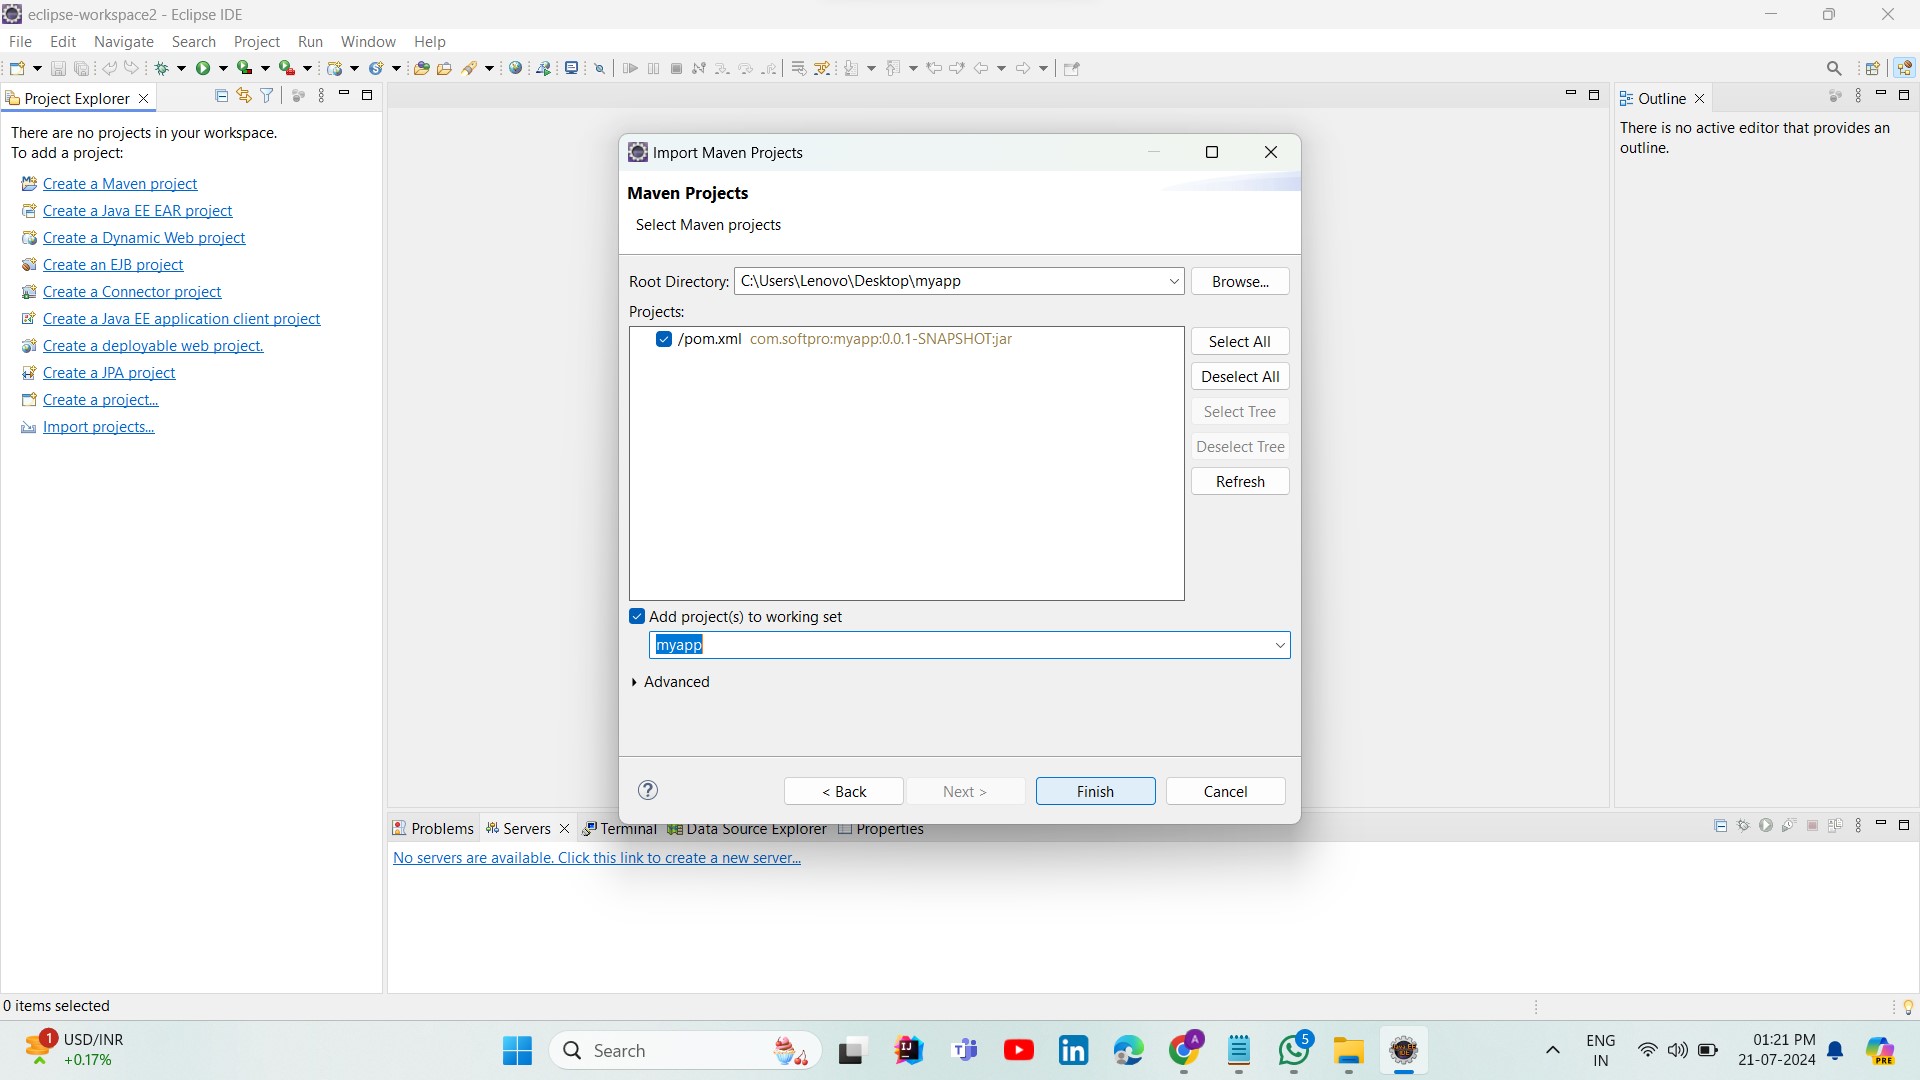 eclipse-workspace2 - Eclipse IDE
File Edit Navigate Search Project Run Window Help
Project Explorer
There are no projects in your workspace.
To add a project:
Create a Maven project
Create a Java EE EAR project
Create a Dynamic Web project
Create an EJB project
Create a Connector project
Create a Java EE application client project
Create a deployable web project.
Create a JPA project
Create a project...
Import projects...
Import Maven Projects
Maven Projects
Select Maven projects
Root Directory: C:\Users\Lenovo\Desktop\myapp Browse...
Projects:
/pom.xml com.softpro:myapp:0.0.1-SNAPSHOT:jar
Select All
Deselect All
Select Tree
Deselect Tree
Refresh
Add project(s) to working set
myapp
Advanced
? < Back Next > Finish Cancel
Outline
There is no active editor that provides an
outline.
Problems Servers Terminal Data Source Explorer Properties
No servers are available. Click this link to create a new server...
0 items selected
1 USD/INR
+0.17%
Search
IJ
T
in
A
5
JAVA EE
IDE
ENG
IN
01:21 PM
21-07-2024
PRE